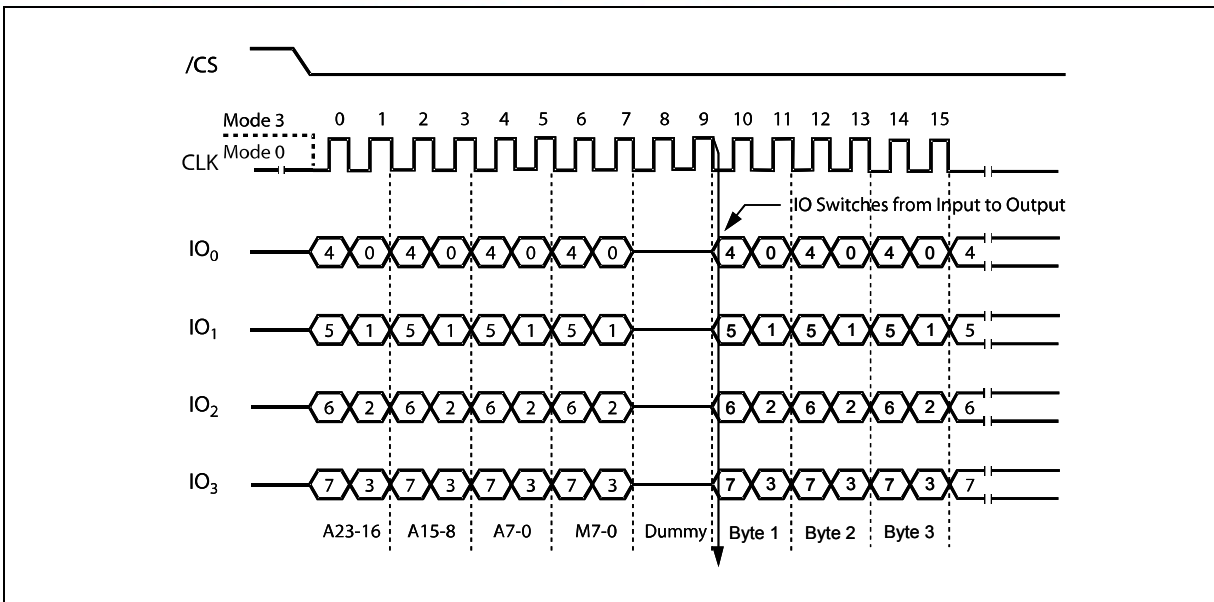 /CS
Mode 3 0 1 2 3 4 5 6 7 8 9 10 11 12 13 14 15
CLK Mode 0
IO Switches from Input to Output
IO0 4 0 4 0 4 0 4 0 4 0 4 0 4 0 4
IO1 5 1 5 1 5 1 5 1 5 1 5 1 5 1 5
IO2 6 2 6 2 6 2 6 2 6 2 6 2 6 2 6
IO3 7 3 7 3 7 3 7 3 7 3 7 3 7 3 7
A23-16 A15-8 A7-0 M7-0 Dummy Byte 1 Byte 2 Byte 3